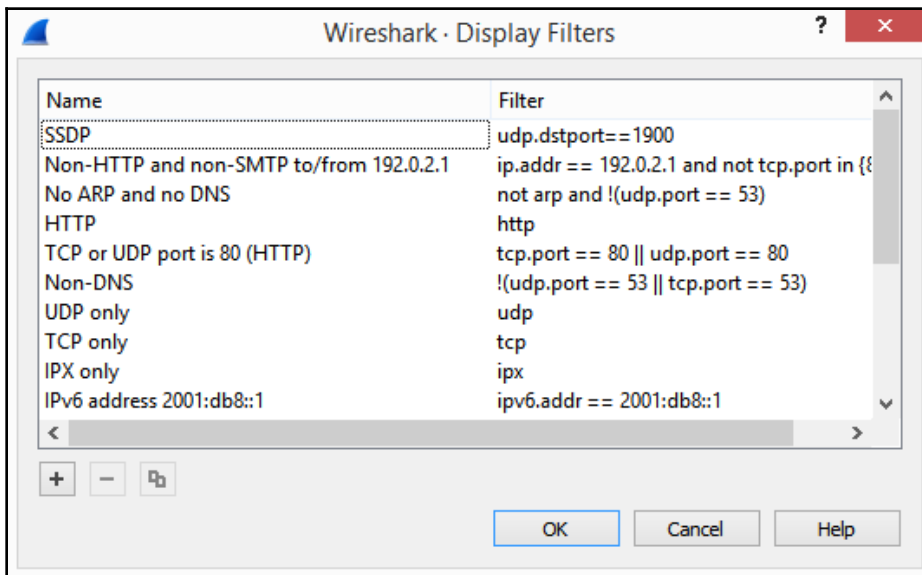 Wireshark · Display Filters ?
Name Filter
SSDP udp.dstport==1900
Non-HTTP and non-SMTP to/from 192.0.2.1 ip.addr == 192.0.2.1 and not tcp.port in {8
No ARP and no DNS not arp and !(udp.port == 53)
HTTP http
TCP or UDP port is 80 (HTTP) tcp.port == 80 || udp.port == 80
Non-DNS !(udp.port == 53 || tcp.port == 53)
UDP only udp
TCP only tcp
IPX only ipx
IPv6 address 2001:db8::1 ipv6.addr == 2001:db8::1
OK Cancel Help